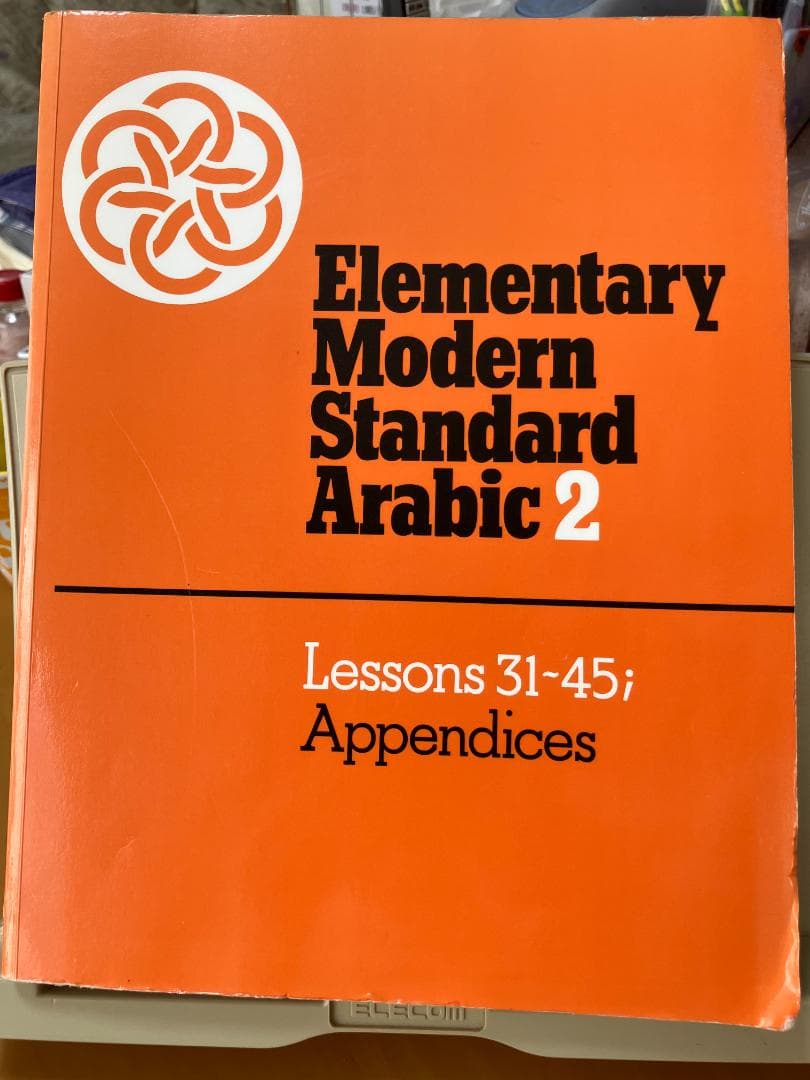 Elementary
Modern
Standard
Arabic 2
Lessons 31~45;
Appendices
ELECOM